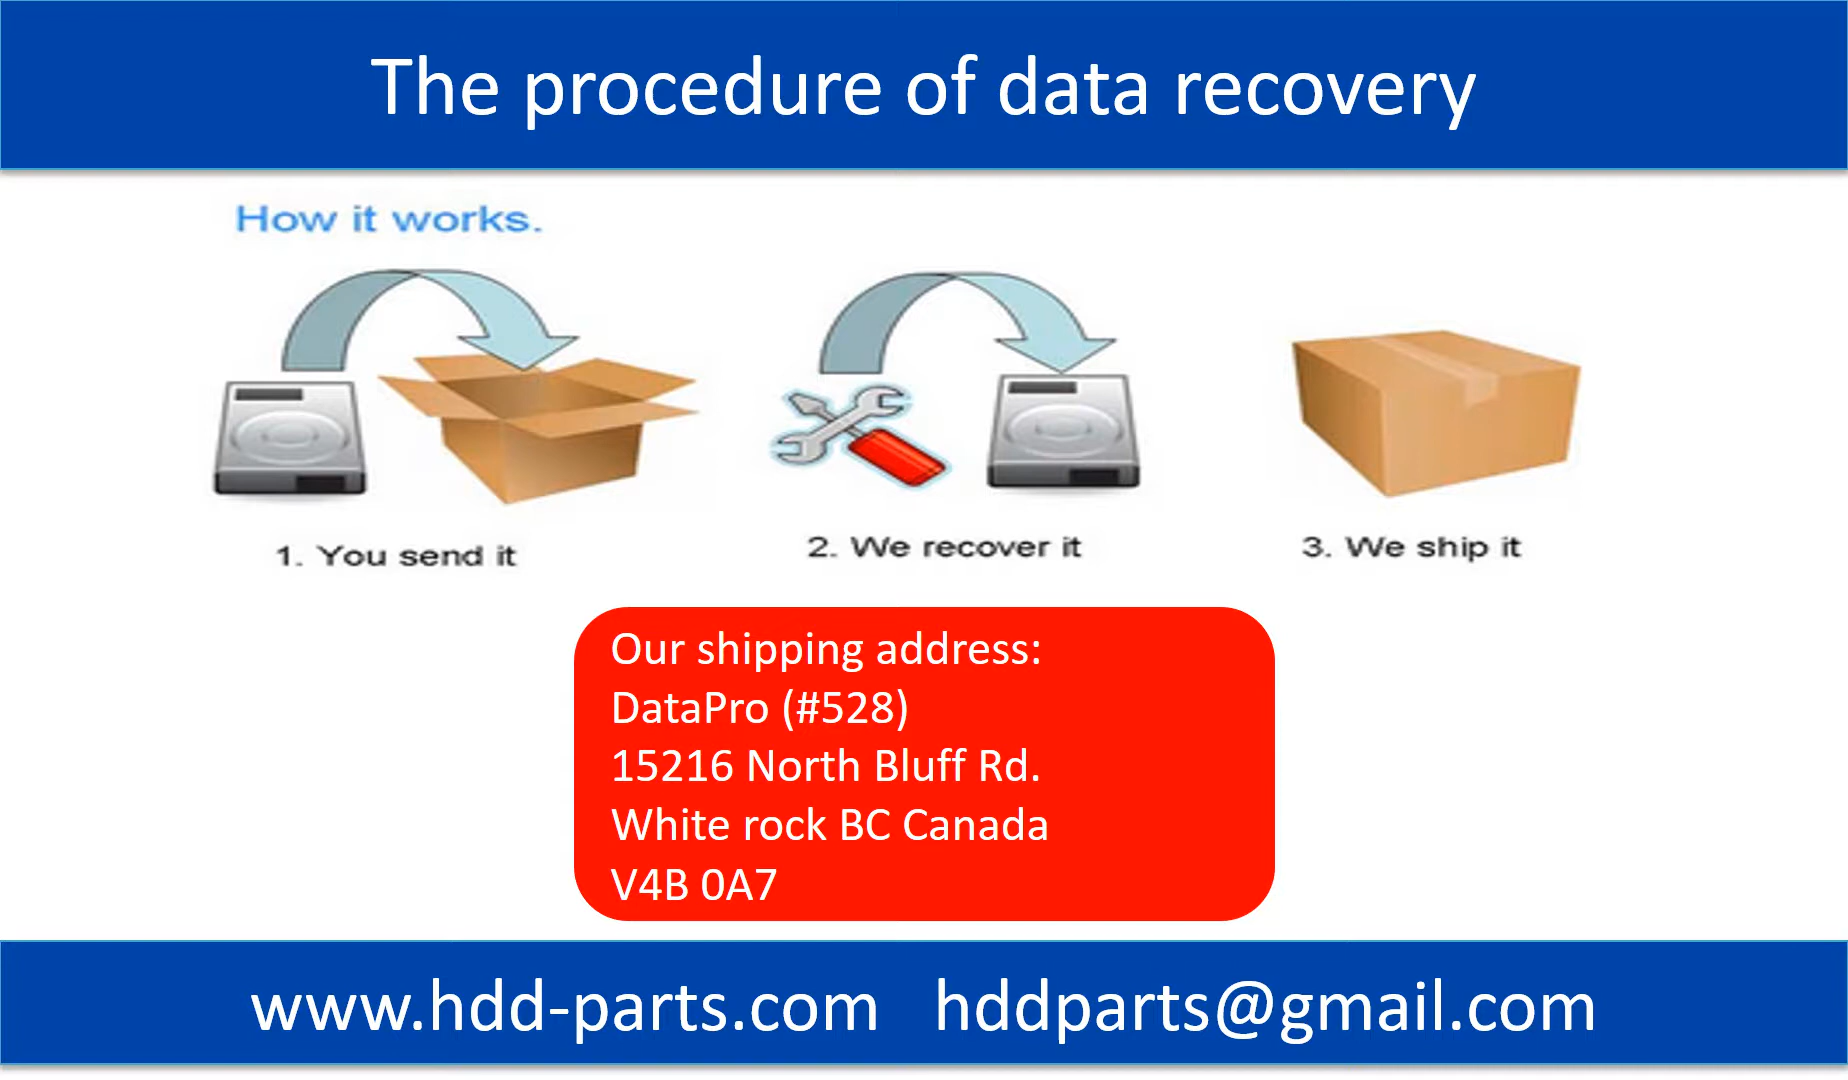 The procedure of data recovery
How it works.
1. You send it
2. We recover it
3. We ship it
Our shipping address:
DataPro (#528)
15216 North Bluff Rd.
White rock BC Canada
V4B 0A7
www.hdd-parts.com hddparts@gmail.com